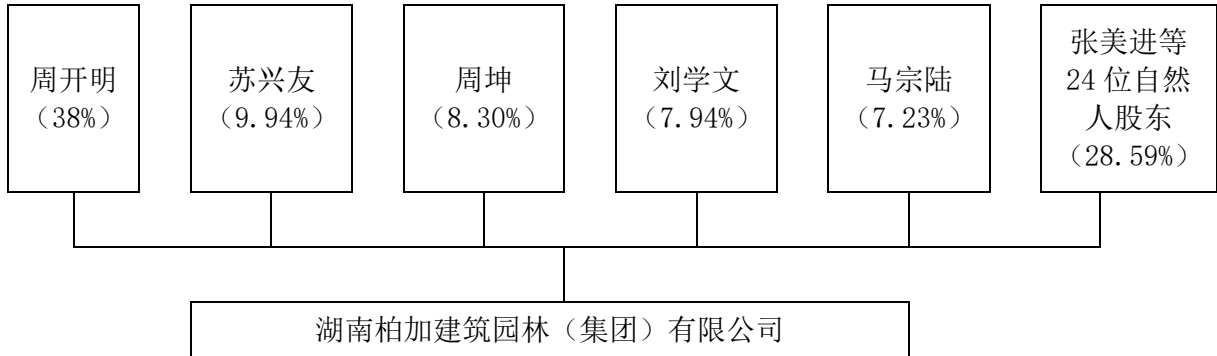 周开明
（38%）
苏兴友
（9.94%）
周坤
（8.30%）
刘学文
（7.94%）
马宗陆
（7.23%）
张美进等
24 位自然
人股东
（28.59%）
湖南柏加建筑园林（集团）有限公司